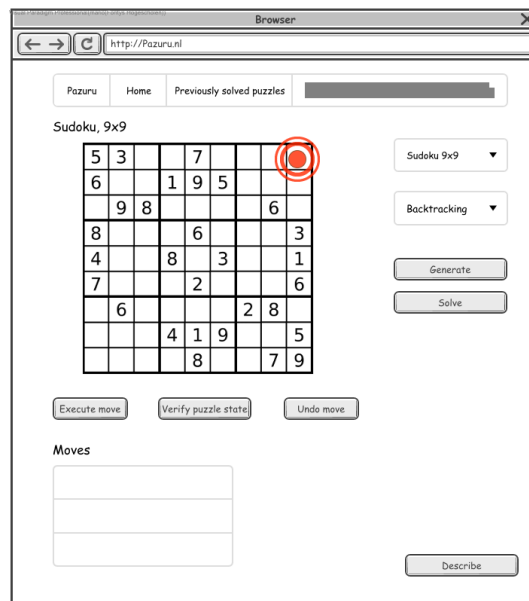 Browser
http://Pazuru.nl
Pazuru Home Previously solved puzzles
Sudoku, 9x9
5 3 7
6 1 9 5
9 8 6
8 6 3
4 8 3 1
7 2 6
6 2 8
4 1 9 5
8 7 9
Sudoku 9x9
Backtracking
Generate
Solve
Execute move Verify puzzle state Undo move
Moves
Describe